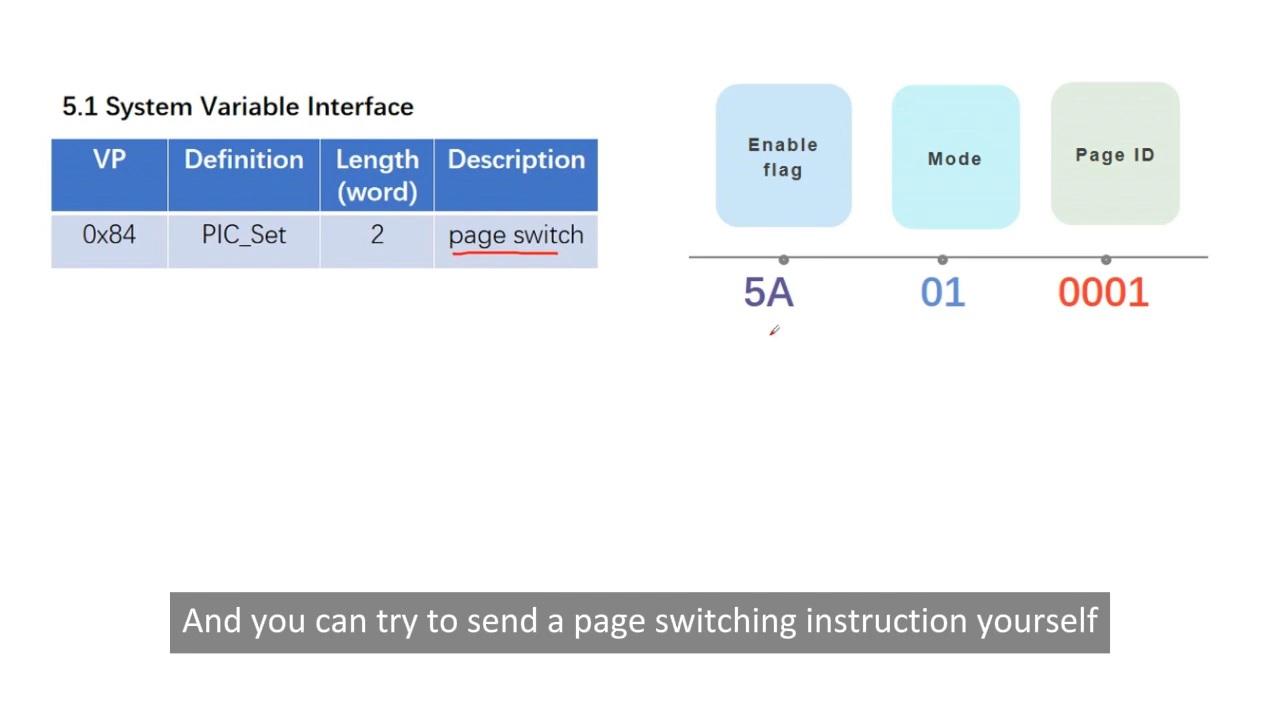 5.1 System Variable Interface
VP Definition Length (word) Description
0x84 PIC_Set 2 page switch
Enable
flag
Mode
Page ID
5A 01 0001
And you can try to send a page switching instruction yourself